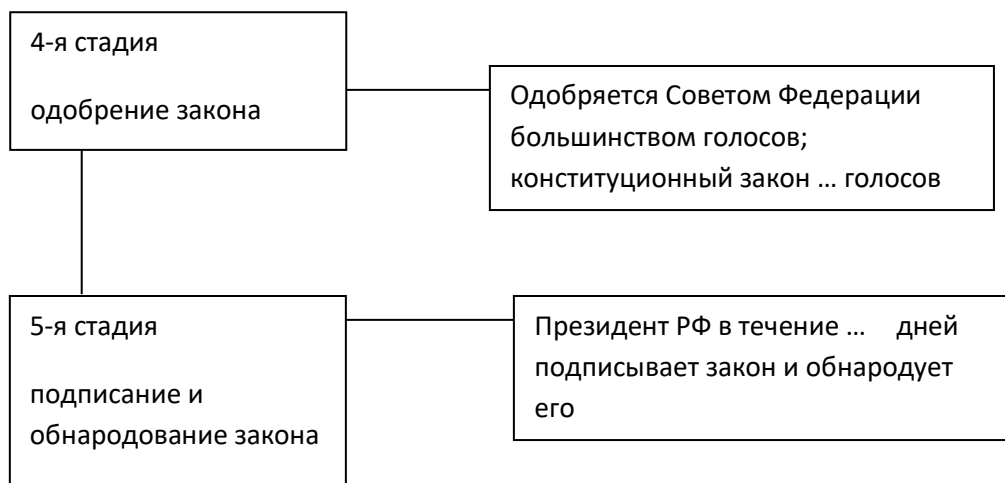 4-я стадия
одобрение закона
Одобряется Советом Федерации
большинством голосов;
конституционный закон … голосов
5-я стадия
подписание и
обнародование закона
Президент РФ в течение … дней
подписывает закон и обнародует
его